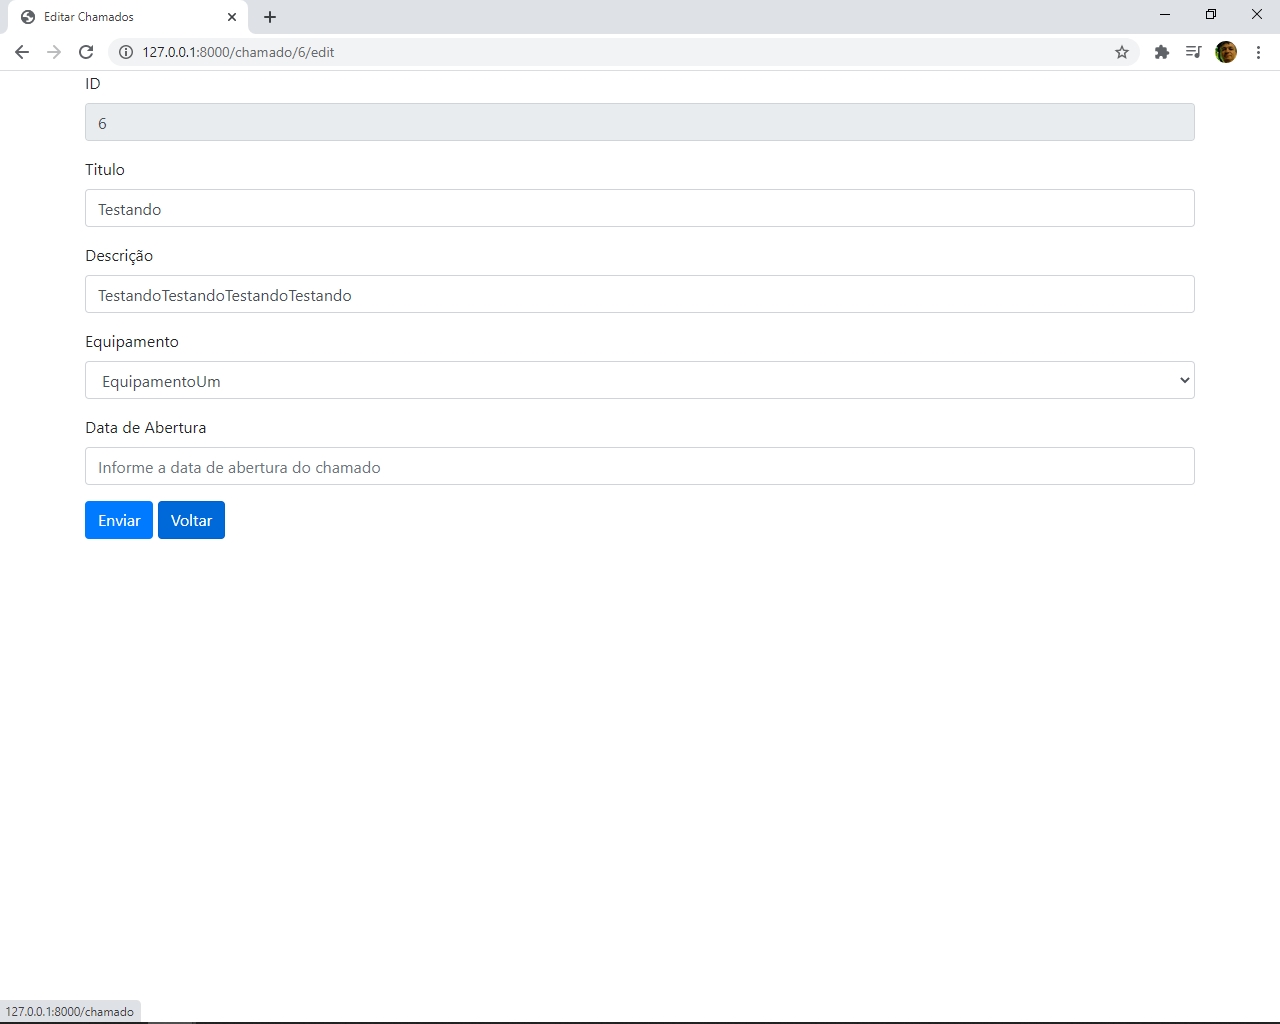 Editar Chamados
127.0.0.1:8000/chamado/6/edit
ID
6
Titulo
Testando
Descrição
TestandoTestandoTestandoTestando
Equipamento
EquipamentoUm
Data de Abertura
Informe a data de abertura do chamado
Enviar Voltar
127.0.0.1:8000/chamado